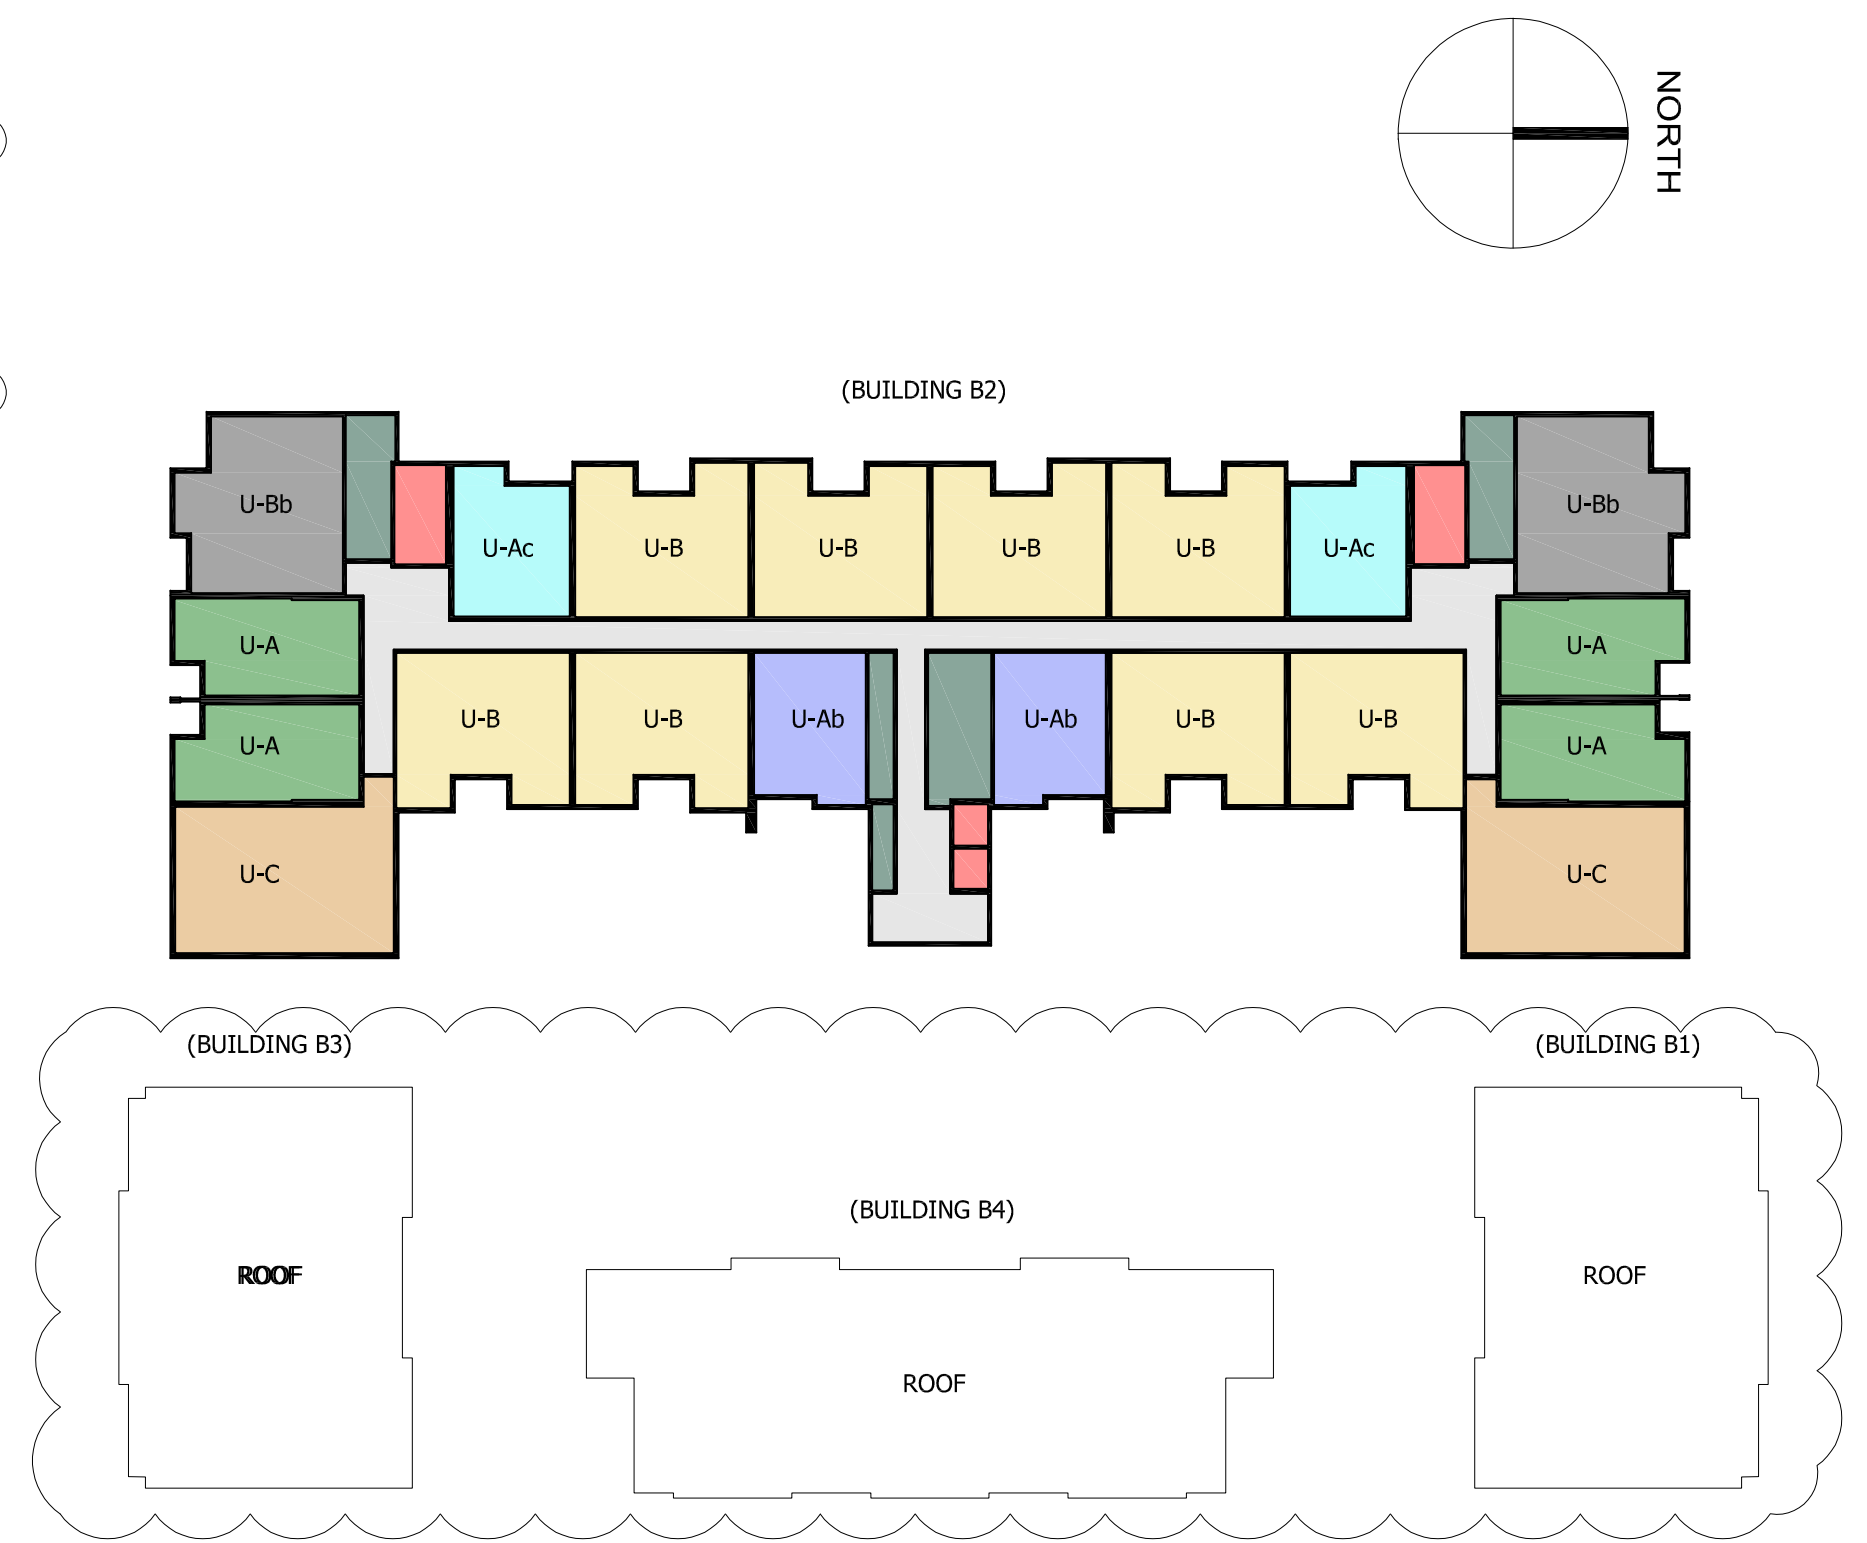 NORTH
(BUILDING B2)
U-Bb
U-Bb
U-Ac
U-B
U-B
U-B
U-B
U-Ac
U-A
U-A
U-B
U-B
U-Ab
U-Ab
U-B
U-B
U-A
U-A
U-C
U-C
(BUILDING B3)
(BUILDING B1)
(BUILDING B4)
ROOF
ROOF
ROOF